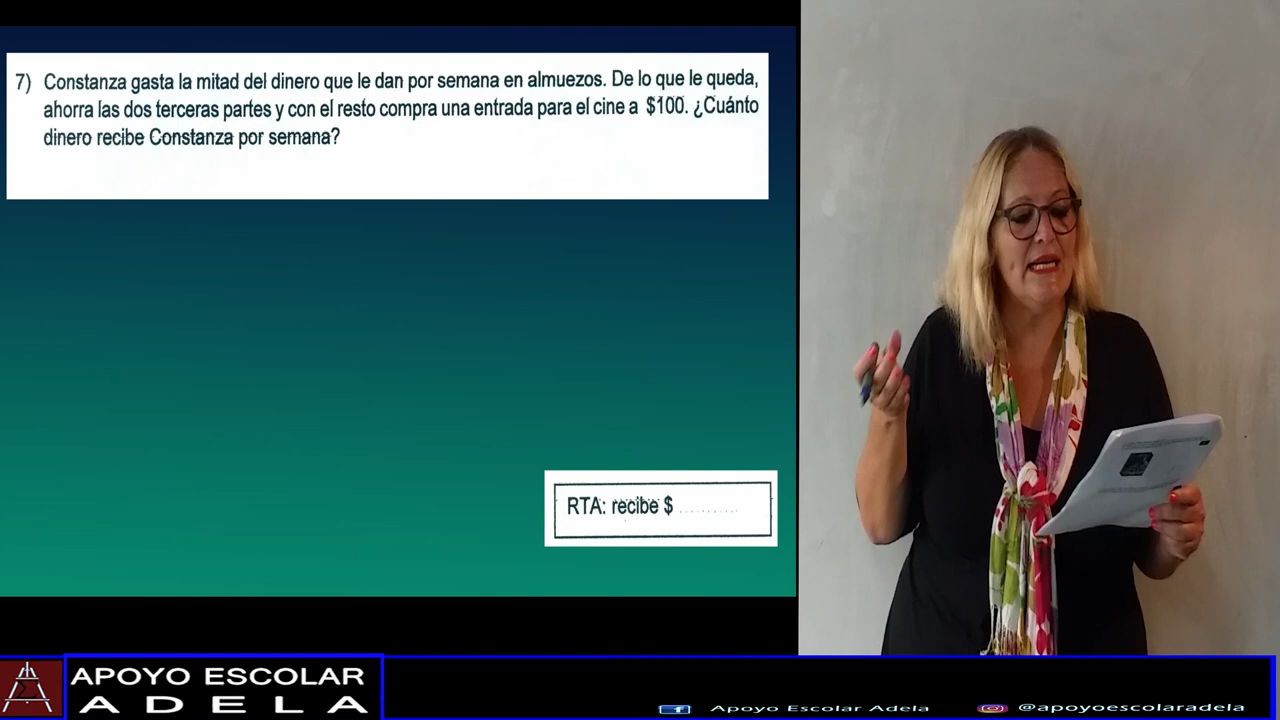 7) Constanza gasta la mitad del dinero que le dan por semana en almuezos. De lo que le queda,
ahorra las dos terceras partes y con el resto compra una entrada para el cine a $100. ¿Cuánto
dinero recibe Constanza por semana?
RTA: recibe $ ...........
APOYO ESCOLAR
ADELA
Apoyo Escolar Adela
@apoyoescolaradela